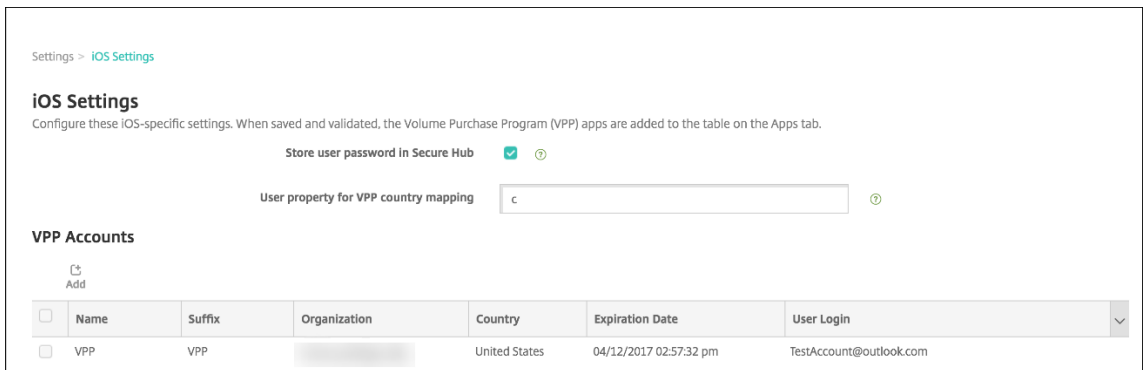 Settings > iOS Settings
iOS Settings
Configure these iOS-specific settings. When saved and validated, the Volume Purchase Program (VPP) apps are added to the table on the Apps tab.
Store user password in Secure Hub ?
User property for VPP country mapping c ?
VPP Accounts
Add
Name Suffix Organization Country Expiration Date User Login
VPP VPP United States 04/12/2017 02:57:32 pm TestAccount@outlook.com